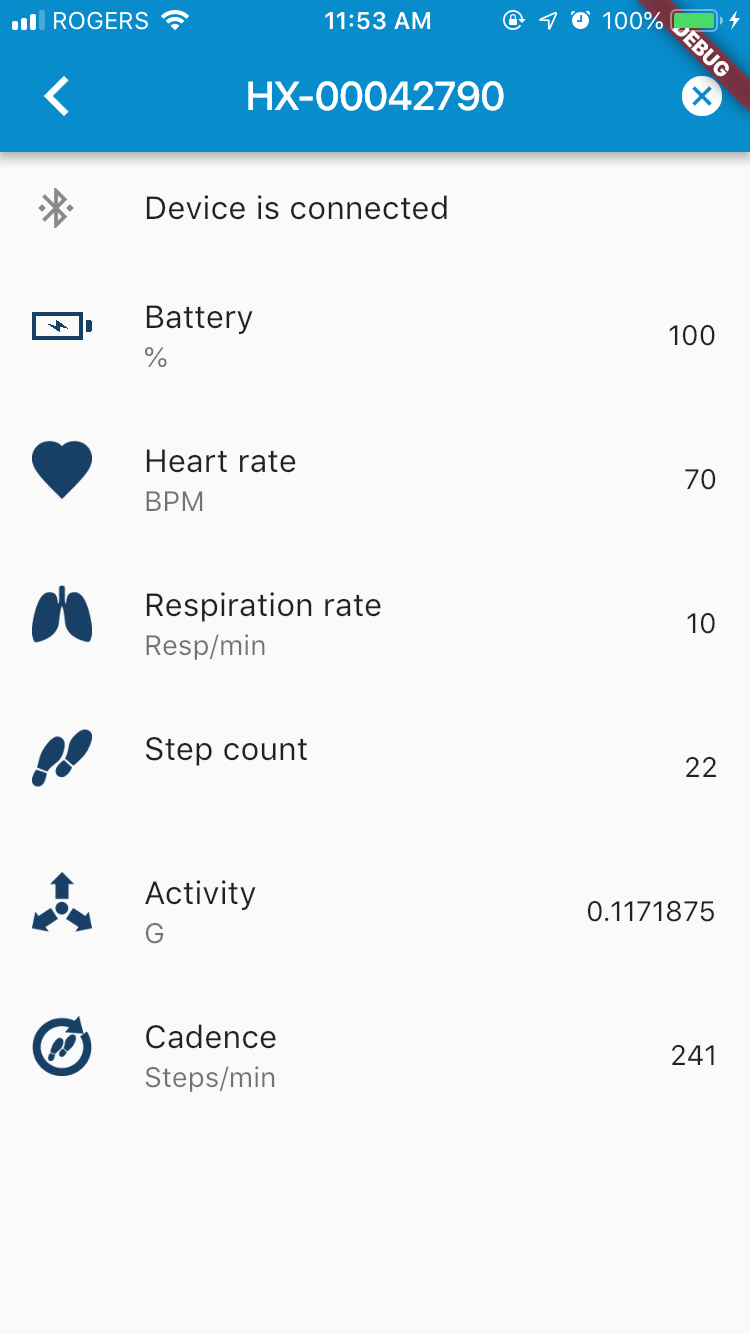 ROGERS 11:53 AM 100%
DEBUG
HX-00042790
Device is connected
Battery
% 100
Heart rate
BPM 70
Respiration rate
Resp/min 10
Step count
22
Activity
G 0.1171875
Cadence
Steps/min 241